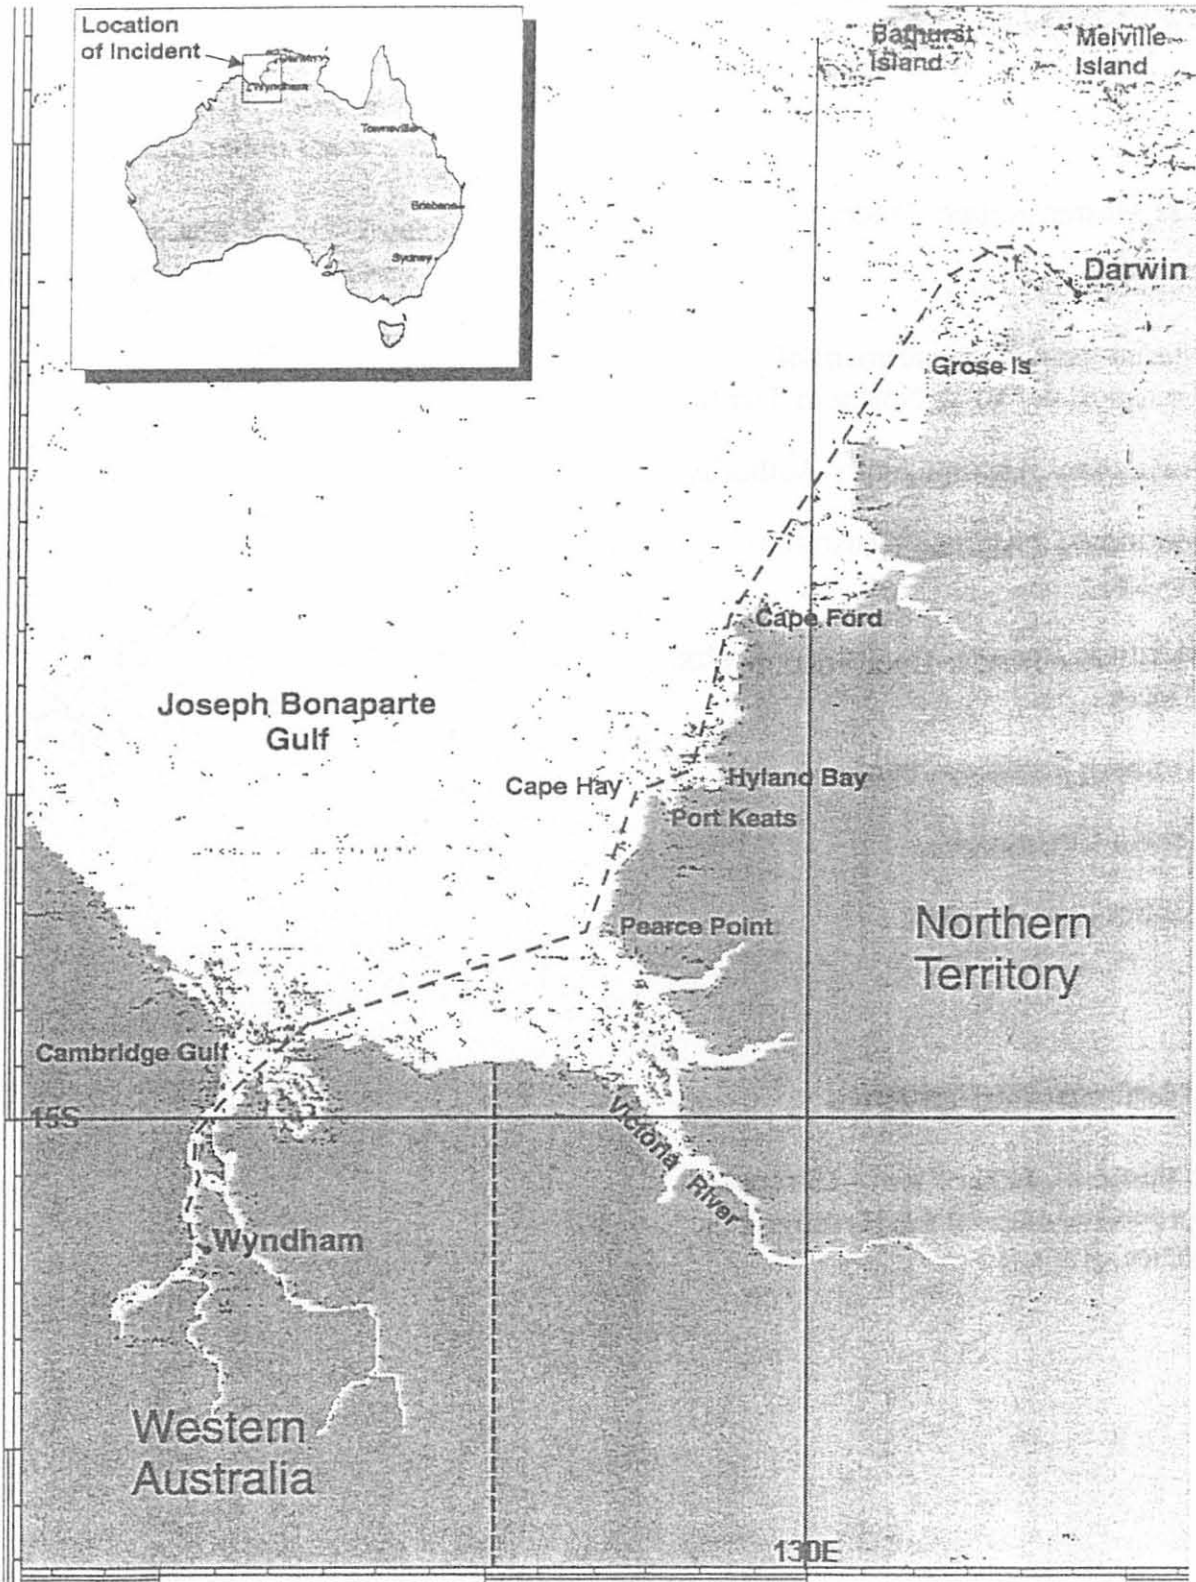 Location
of Incident
Darwin
Wyndham
Townsville
Brisbane
Sydney
Bathurst
Island
Melville
Island
Darwin
Grose Is
Cape Ford
Joseph Bonaparte
Gulf
Cape Hay
Hyland Bay
Port Keats
Pearce Point
Northern
Territory
Cambridge Gulf
15S
Victoria River
Wyndham
Western
Australia
130E